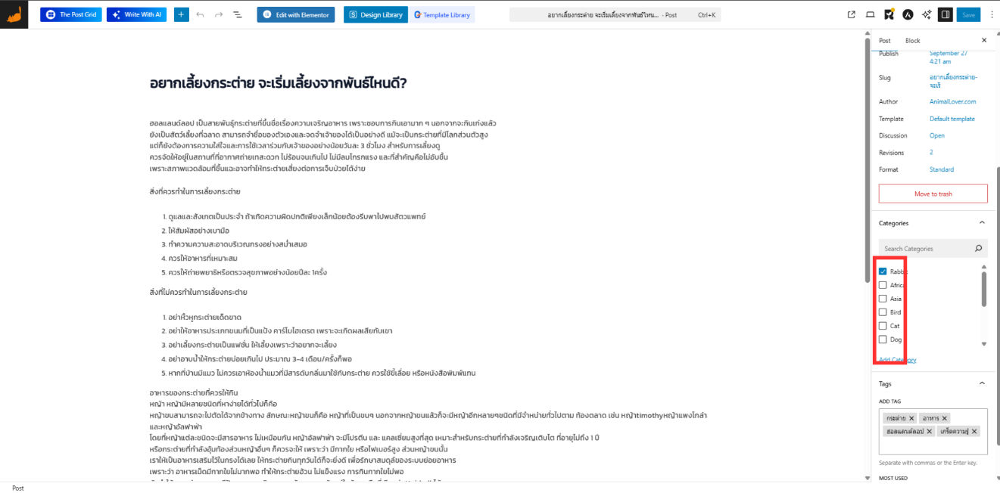 The Post Grid
Write With AI
Edit with Elementor
Design Library
Template Library
อยากเลี้ยงกระต่าย จะเริ่มเลี้ยงจากพันธ์ไหน... · Post
Ctrl+K
Save
อยากเลี้ยงกระต่าย จะเริ่มเลี้ยงจากพันธ์ไหนดี?
ฮอลแลนด์ลอป เป็นสายพันธุ์กระต่ายที่ขึ้นชื่อเรื่องความเจริญอาหาร เพราะชอบการกินเอามาก ๆ นอกจากจะกินเก่งแล้ว
ยังเป็นสัตว์เลี้ยงที่ฉลาด สามารถจำชื่อของตัวเองและจดจำเจ้าของได้เป็นอย่างดี แม้จะเป็นกระต่ายที่มีโลกส่วนตัวสูง
แต่ก็ยังต้องการความใส่ใจและการใช้เวลาร่วมกับเจ้าของอย่างน้อยวันละ 3 ชั่วโมง สำหรับการเลี้ยงดู
ควรจัดให้อยู่ในสถานที่ที่อากาศถ่ายเทสะดวก ไม่ร้อนจนเกินไป ไม่มีลมโกรกแรง และที่สำคัญคือไม่อับชื้น
เพราะสภาพแวดล้อมที่ชื้นแฉะอาจทำให้กระต่ายเสี่ยงต่อการเจ็บป่วยได้ง่าย
สิ่งที่ควรทำในการเลี้ยงกระต่าย
1. ดูแลและสังเกตเป็นประจำ ถ้าเกิดความผิดปกติเพียงเล็กน้อยต้องรีบพาไปพบสัตวแพทย์
2. ให้สัมผัสอย่างเบามือ
3. ทำความความสะอาดบริเวณกรงอย่างสม่ำเสมอ
4. ควรให้อาหารที่เหมาะสม
5. ควรให้ถ่ายพยาธิหรือตรวจสุขภาพอย่างน้อยปีละ 1ครั้ง
สิ่งที่ไม่ควรทำในการเลี้ยงกระต่าย
1. อย่าหิ้วหูกระต่ายเด็ดขาด
2. อย่าให้อาหารประเภทขนมที่เป็นแป้ง คาร์โบไฮเดรต เพราะจะเกิดผลเสียกับเขา
3. อย่าเลี้ยงกระต่ายเป็นแฟชั่น ให้เลี้ยงเพราะว่าอยากจะเลี้ยง
4. อย่าอาบน้ำให้กระต่ายบ่อยเกินไป ประมาณ 3-4 เดือน/ครั้งก็พอ
5. หากที่บ้านมีแมว ไม่ควรเอาห้องน้ำแมวที่มีสารดับกลิ่นมาใช้กับกระต่าย ควรใช้ขี้เลื่อย หรือหนังสือพิมพ์แทน
อาหารของกระต่ายที่ควรให้กิน
หญ้า หญ้ามีหลายชนิดที่หาง่ายได้ทั่วไปก็คือ
หญ้าขนสามารถจะไปตัดได้จากข้างทาง ลักษณะหญ้าขนก็คือ หญ้าที่เป็นขนๆ นอกจากหญ้าขนแล้วก็จะมีหญ้าอีกหลายๆชนิดที่มีจำหน่ายทั่วไปตาม ท้องตลาด เช่น หญ้าtimothyหญ้าแพงโกล่า
และหญ้าอัลฟาฟ่า
โดยที่หญ้าแต่ละชนิดจะมีสารอาหาร ไม่เหมือนกัน หญ้าอัลฟาฟ่า จะมีโปรตีน และ แคลเซี่ยมสูงที่สุด เหมาะสำหรับกระต่ายที่กำลังเจริญเติบโต ที่อายุไม่ถึง 1 ปี
หรือกระต่ายที่กำลังอุ้มท้องส่วนหญ้าอื่นๆ ก็ควรจะให้ เพราะว่า มีกากใย หรือไฟเบอร์สูง ส่วนหญ้าขนนั้น
เราให้เป็นอาหารเสริมไว้ในกรงได้เลย ให้กระต่ายกินทุกวันได้ก็จะยิ่งดี เพื่อรักษาสมดุล์ของระบบย่อยอาหาร
เพราะว่า อาหารเม็ดมีกากใยไม่มากพอ ทำให้กระต่ายอ้วน ไม่แข็งแรง การกินกากใยไม่พอ
Post
Block
Publish
September 27
4:21 am
Slug
อยากเลี้ยงกระต่าย-
จะเริ่
Author
AnimalLover.com
Template
Default template
Discussion
Open
Revisions
2
Format
Standard
Move to trash
Categories
Search Categories
Rabbi
Africa
Asia
Bird
Cat
Dog
Add Category
Tags
ADD TAG
กระต่าย
อาหาร
ฮอลแลนด์ลอป
เกร็ดความรู้
Separate with commas or the Enter key.
MOST USED
Post